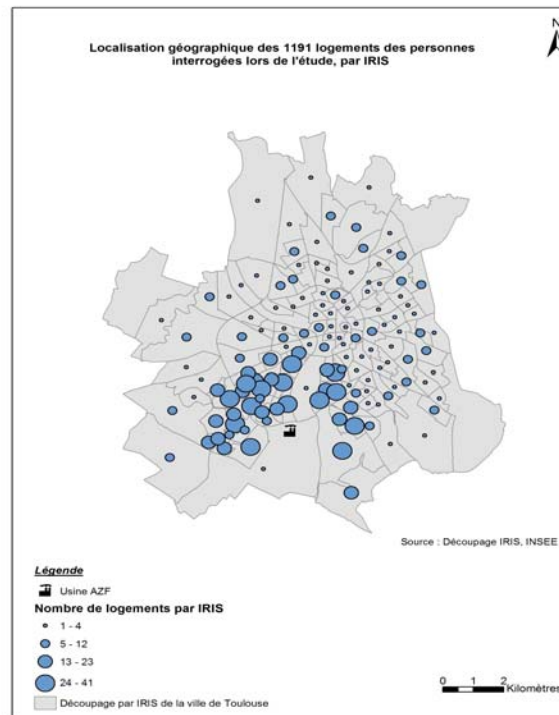 N
Localisation géographique des 1191 logements des personnes
interrogées lors de l'étude, par IRIS
Source : Découpage IRIS, INSEE
Légende
Usine AZF
Nombre de logements par IRIS
1 - 4
5 - 12
13 - 23
24 - 41
Découpage par IRIS de la ville de Toulouse
0 1 2
Kilomètres